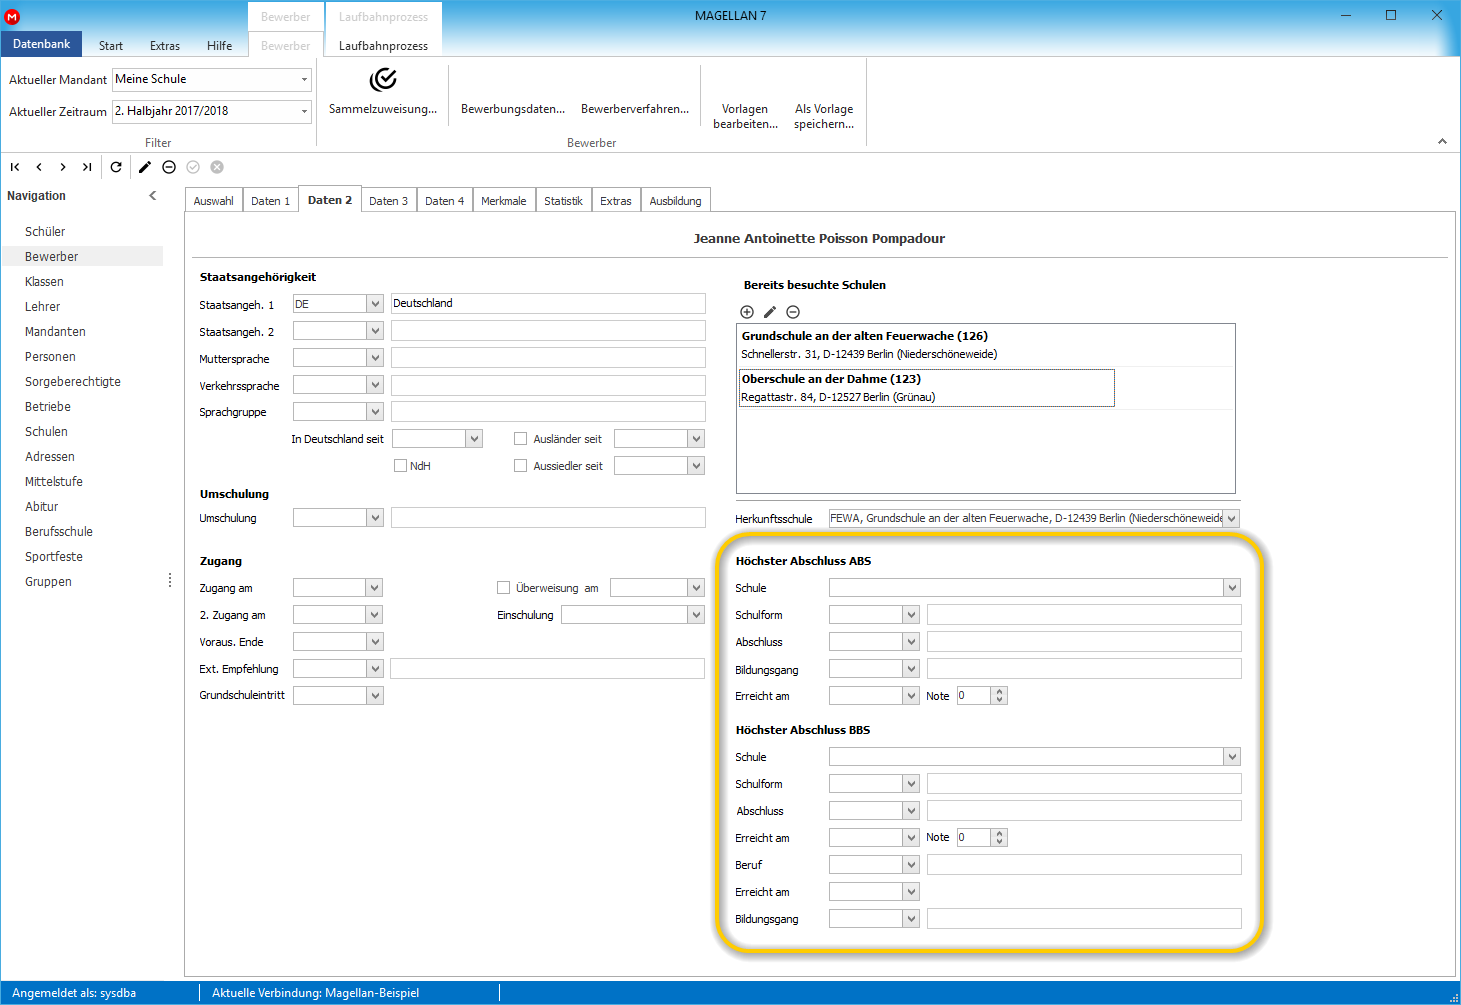 MAGELLAN 7
Bewerber
Laufbahnprozess
Datenbank
Start
Extras
Hilfe
Bewerber
Laufbahnprozess
Aktueller Mandant Meine Schule
Aktueller Zeitraum 2. Halbjahr 2017/2018
Filter
Sammelzuweisung...
Bewerbungsdaten...
Bewerberverfahren...
Vorlagen
bearbeiten...
Als Vorlage
speichern...
Bewerber
Navigation
Schüler
Bewerber
Klassen
Lehrer
Mandanten
Personen
Sorgeberechtigte
Betriebe
Schulen
Adressen
Mittelstufe
Abitur
Berufsschule
Sportfeste
Gruppen
Auswahl
Daten 1
Daten 2
Daten 3
Daten 4
Merkmale
Statistik
Extras
Ausbildung
Jeanne Antoinette Poisson Pompadour
Staatsangehörigkeit
Staatsangeh. 1 DE Deutschland
Staatsangeh. 2
Muttersprache
Verkehrssprache
Sprachgruppe
In Deutschland seit
Ausländer seit
NdH
Aussiedler seit
Umschulung
Umschulung
Zugang
Zugang am
Überweisung am
2. Zugang am
Einschulung
Voraus. Ende
Ext. Empfehlung
Grundschuleintritt
Bereits besuchte Schulen
Grundschule an der alten Feuerwache (126)
Schnellerstr. 31, D-12439 Berlin (Niederschöneweide)
Oberschule an der Dahme (123)
Regattastr. 84, D-12527 Berlin (Grünau)
Herkunftsschule FEWA, Grundschule an der alten Feuerwache, D-12439 Berlin (Niederschöneweide
Höchster Abschluss ABS
Schule
Schulform
Abschluss
Bildungsgang
Erreicht am
Note 0
Höchster Abschluss BBS
Schule
Schulform
Abschluss
Erreicht am
Note 0
Beruf
Erreicht am
Bildungsgang
Angemeldet als: sysdba
Aktuelle Verbindung: Magellan-Beispiel